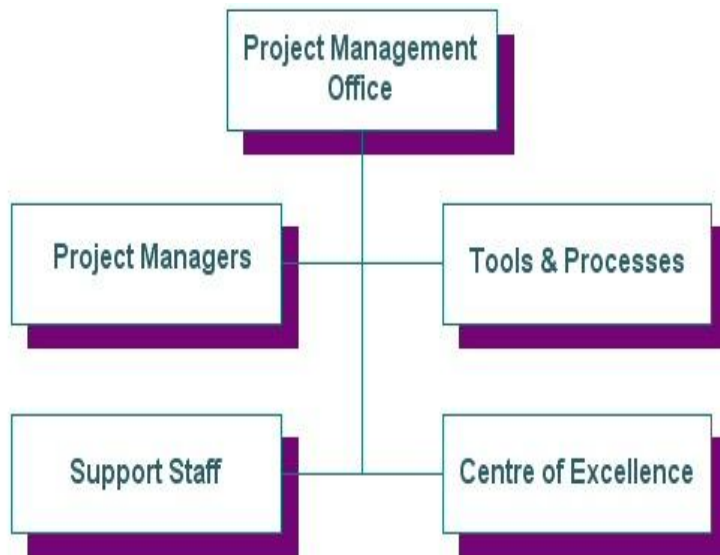 Project Management
Office
Project Managers
Tools & Processes
Support Staff
Centre of Excellence